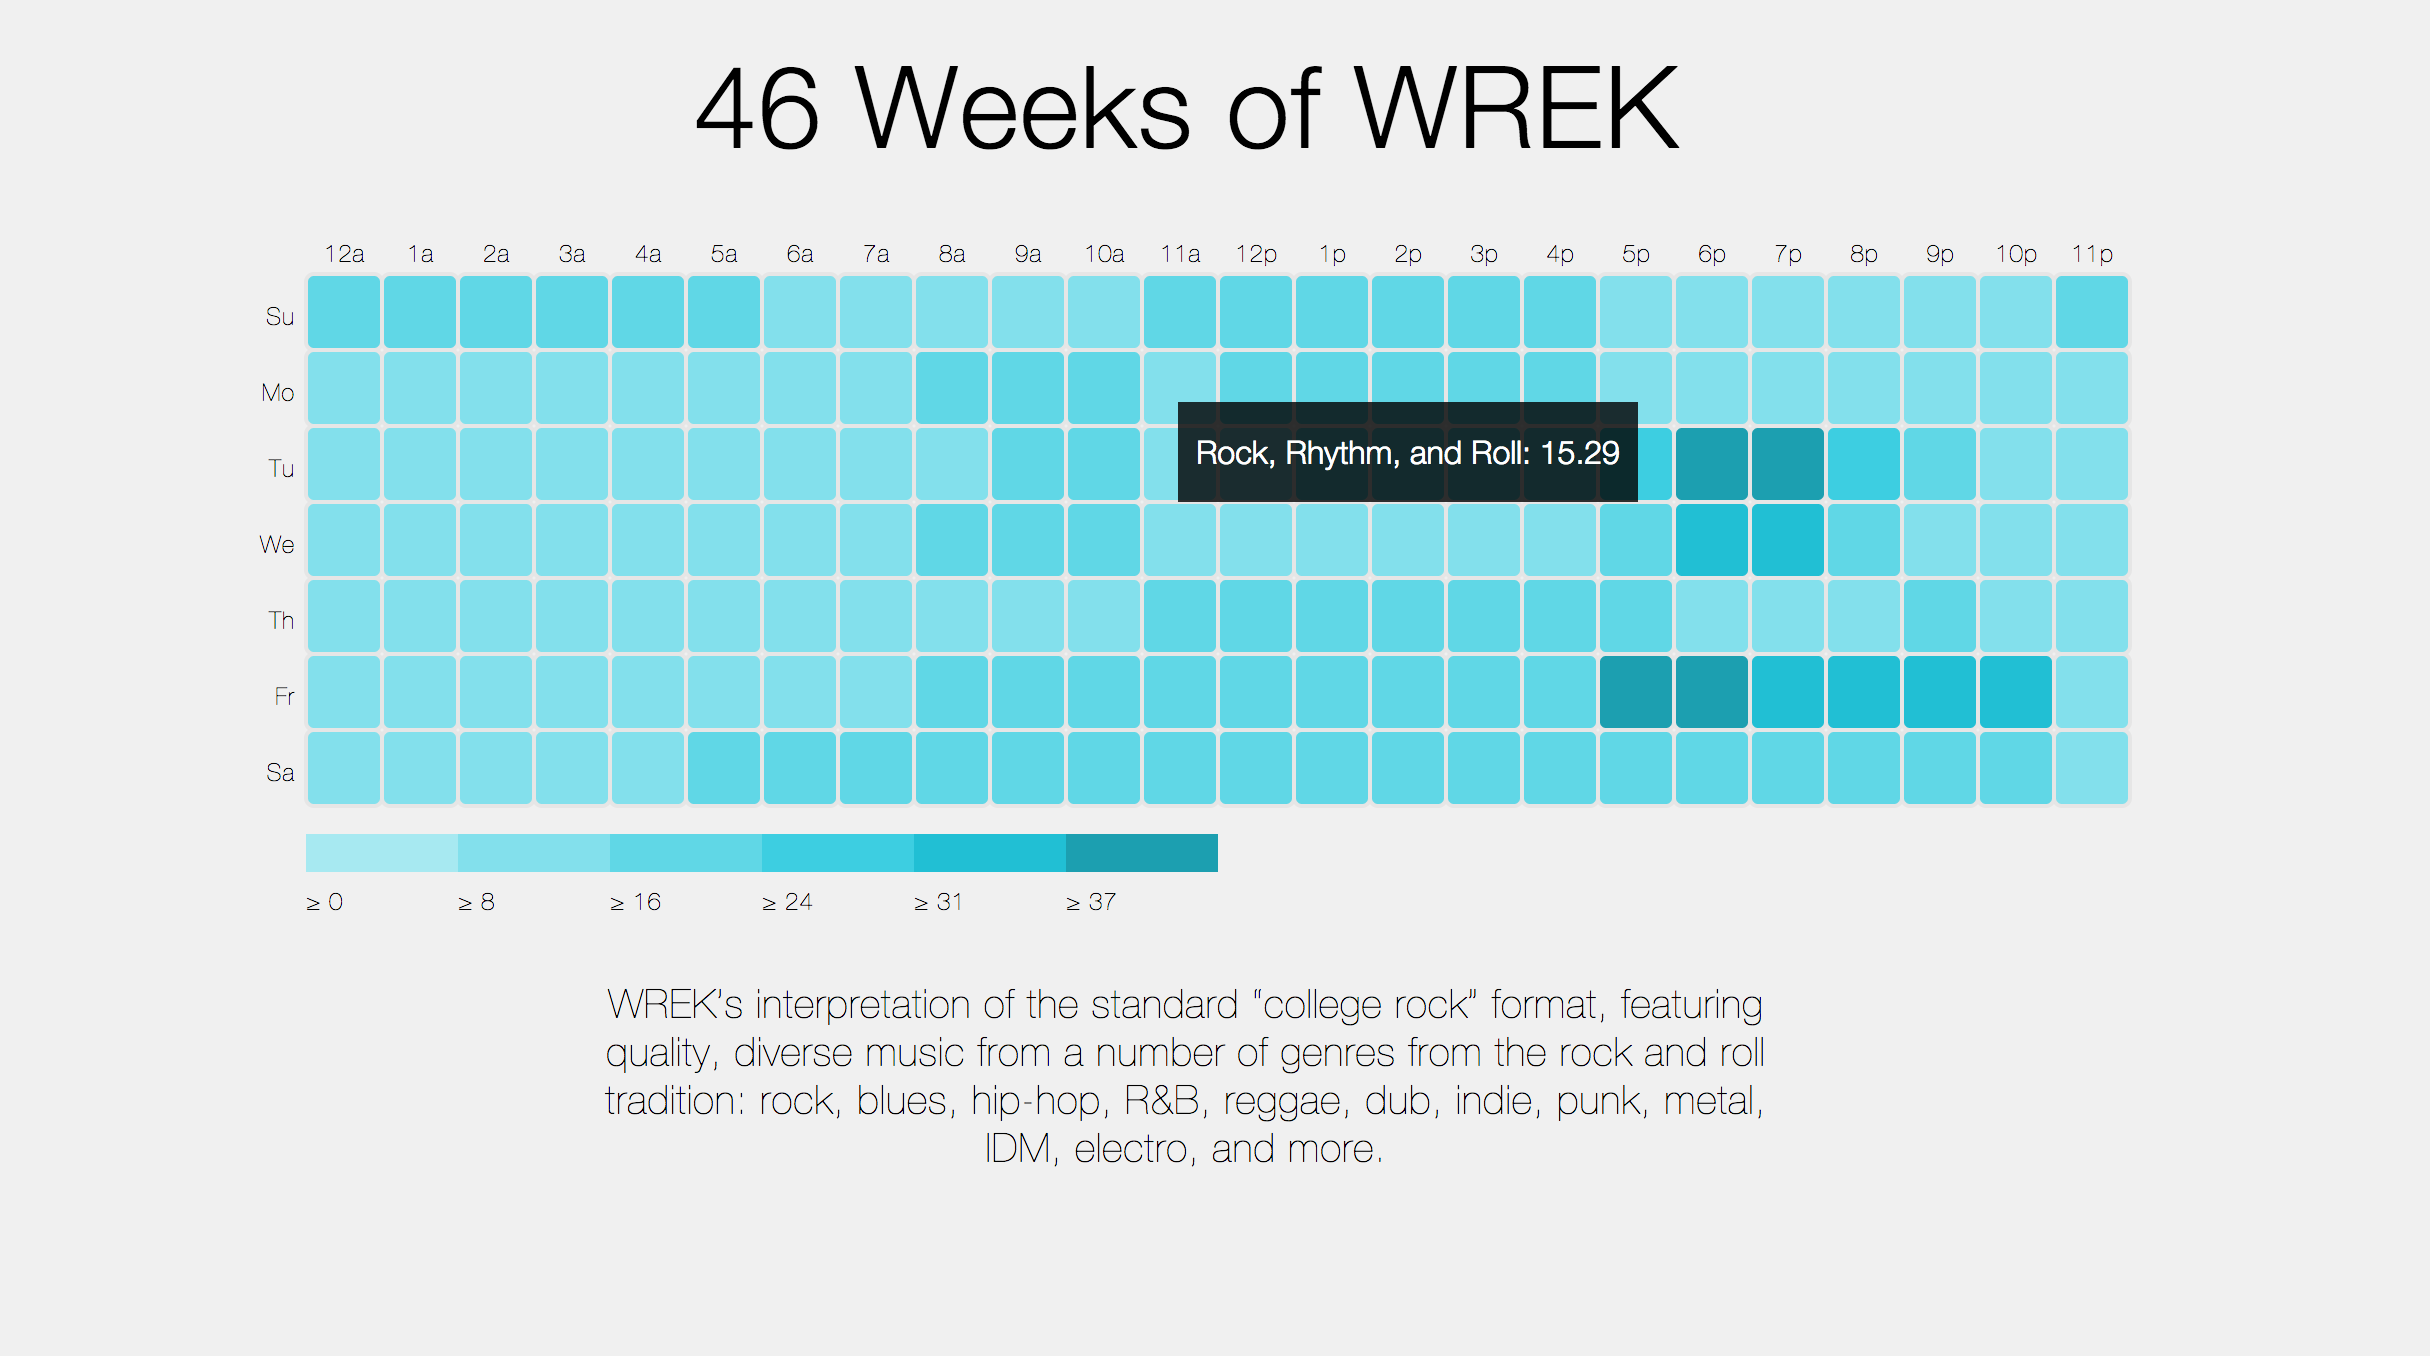 46 Weeks of WREK
12a 1a 2a 3a 4a 5a 6a 7a 8a 9a 10a 11a 12p 1p 2p 3p 4p 5p 6p 7p 8p 9p 10p 11p
Su
Mo
Rock, Rhythm, and Roll: 15.29
Tu
We
Th
Fr
Sa
≥ 0 ≥ 8 ≥ 16 ≥ 24 ≥ 31 ≥ 37
WREK’s interpretation of the standard “college rock” format, featuring
quality, diverse music from a number of genres from the rock and roll
tradition: rock, blues, hip-hop, R&B, reggae, dub, indie, punk, metal,
IDM, electro, and more.